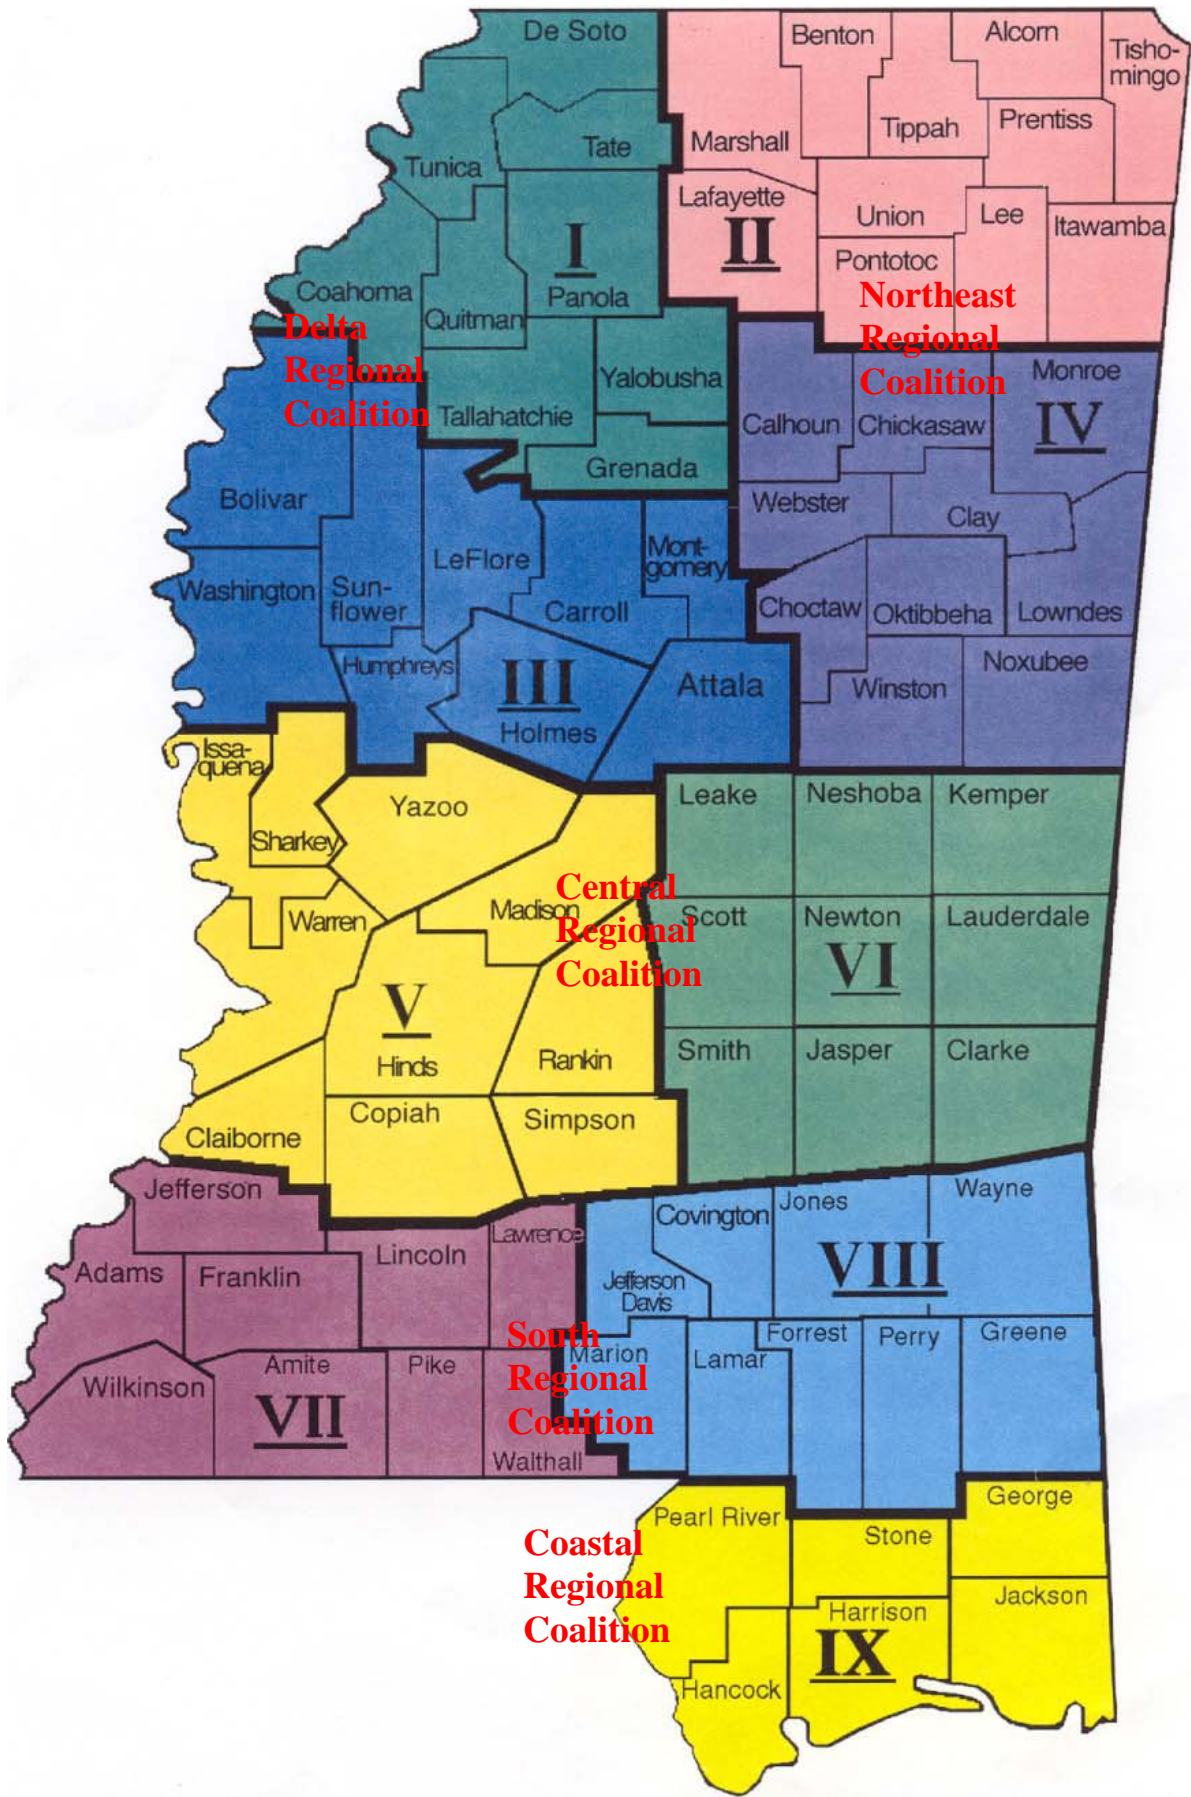 De Soto
Benton
Alcorn
Tisho-
mingo
Marshall
Tippah
Prentiss
Tate
Tunica
Lafayette
II
Union
Lee
Itawamba
Pontotoc
I
Panola
Coahoma
Quitman
Northeast
Regional
Coalition
Delta
Regional
Coalition
Yalobusha
Tallahatchie
Grenada
Monroe
IV
Calhoun
Chickasaw
Webster
Clay
Bolivar
LeFlore
Mont-
gomery
Washington
Sun-
flower
Carroll
Choctaw
Oktibbeha
Lowndes
Humphreys
III
Holmes
Attala
Winston
Noxubee
Issa-
quena
Sharkey
Yazoo
Leake
Neshoba
Kemper
Central
Regional
Coalition
Warren
Madison
Scott
Newton
VI
Lauderdale
V
Hinds
Rankin
Smith
Jasper
Clarke
Copiah
Simpson
Claiborne
Jefferson
Lawrence
Covington
Jones
Wayne
Lincoln
Adams
Franklin
VIII
Jefferson
Davis
South
Regional
Coalition
Marion
Lamar
Forrest
Perry
Greene
Wilkinson
Amite
VII
Pike
Walthall
Pearl River
Stone
George
Coastal
Regional
Coalition
Harrison
IX
Jackson
Hancock